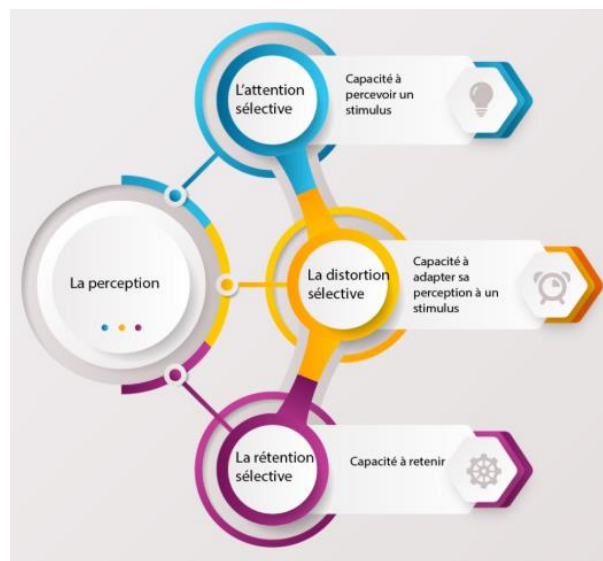 L'attention
sélective
Capacité à
percevoir un
stimulus
La perception
La distortion
sélective
Capacité à
adapter sa
perception à un
stimulus
La rétention
sélective
Capacité à retenir